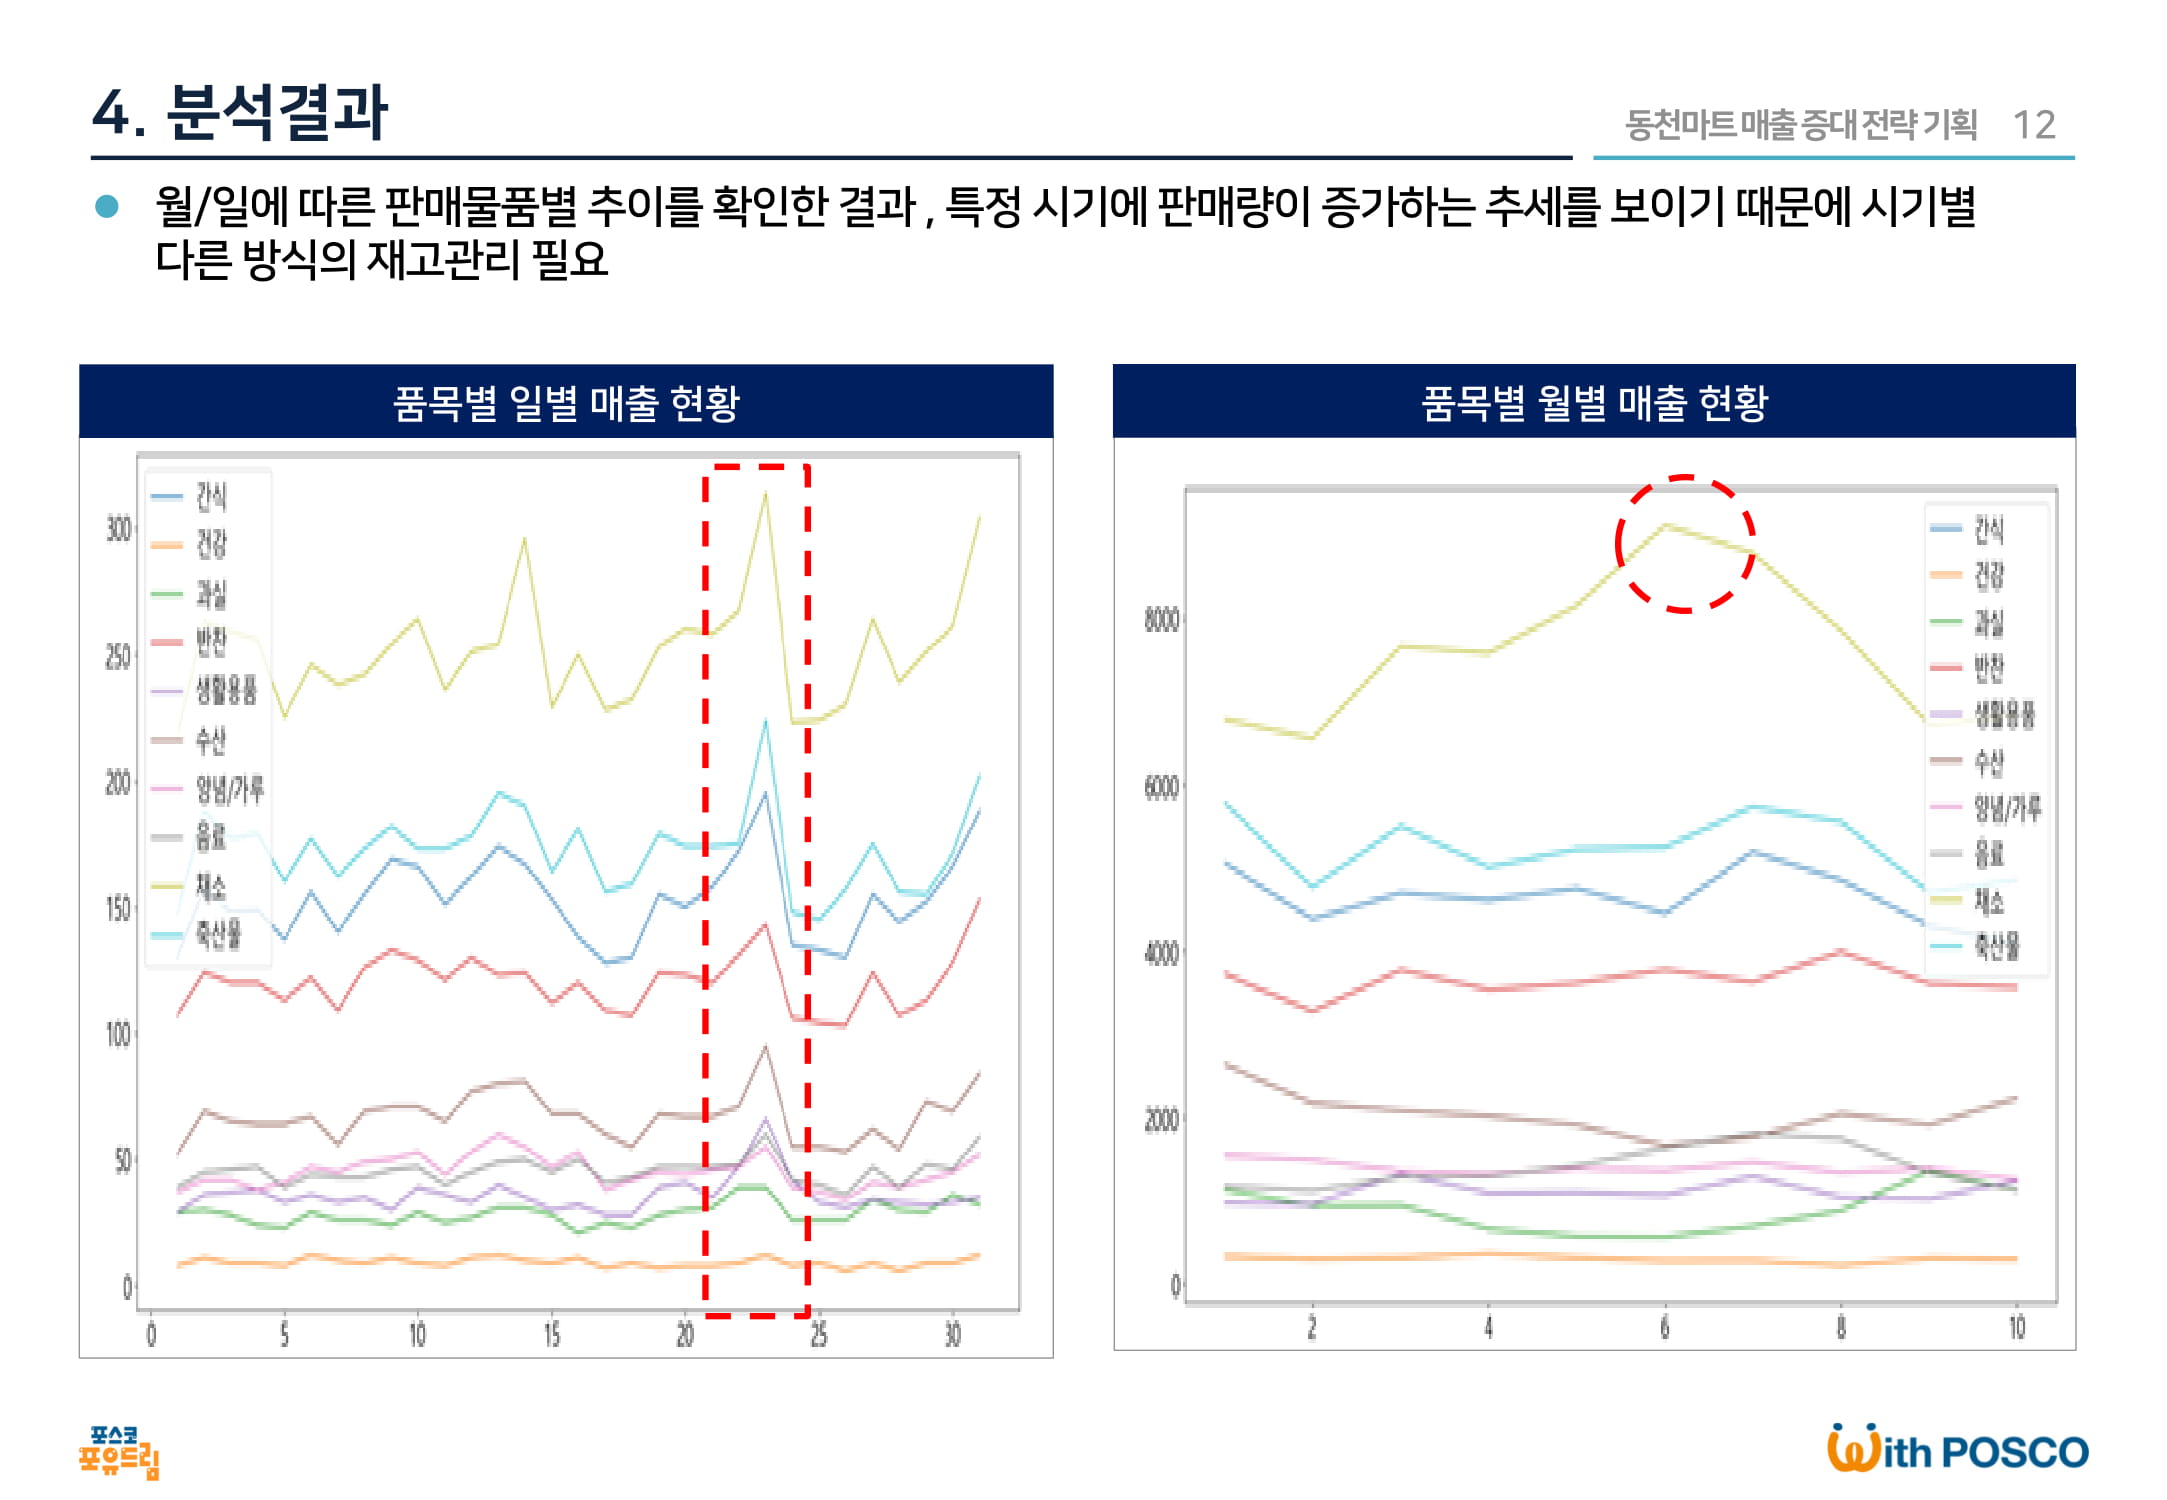 4. 분석결과
동천마트 매출 증대 전략 기획 12
월/일에 따른 판매물품별 추이를 확인한 결과 , 특정 시기에 판매량이 증가하는 추세를 보이기 때문에 시기별
다른 방식의 재고관리 필요
품목별 일별 매출 현황
간식
건강
과실
반찬
생활용품
수산
양념/가루
음료
채소
축산물
300
250
200
150
100
50
0
0 5 10 15 20 25 30
품목별 월별 매출 현황
간식
건강
과실
반찬
생활용품
수산
양념/가루
음료
채소
축산물
8000
6000
4000
2000
0
2 4 6 8 10
포스코
포유드림
With POSCO